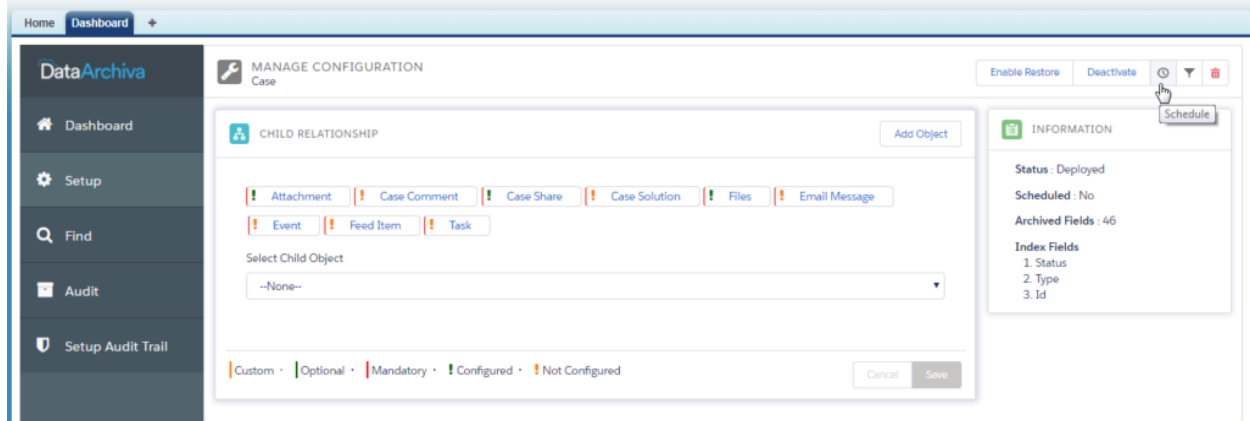 Home Dashboard +
DataArchiva
MANAGE CONFIGURATION
Case
Enable Restore Deactivate
Schedule
Dashboard
Setup
Find
Audit
Setup Audit Trail
CHILD RELATIONSHIP
Add Object
! Attachment ! Case Comment ! Case Share ! Case Solution ! Files ! Email Message
! Event ! Feed Item ! Task
Select Child Object
--None--
Custom · Optional · Mandatory · ! Configured · ! Not Configured
Cancel Save
INFORMATION
Status : Deployed
Scheduled : No
Archived Fields : 46
Index Fields
1. Status
2. Type
3. Id